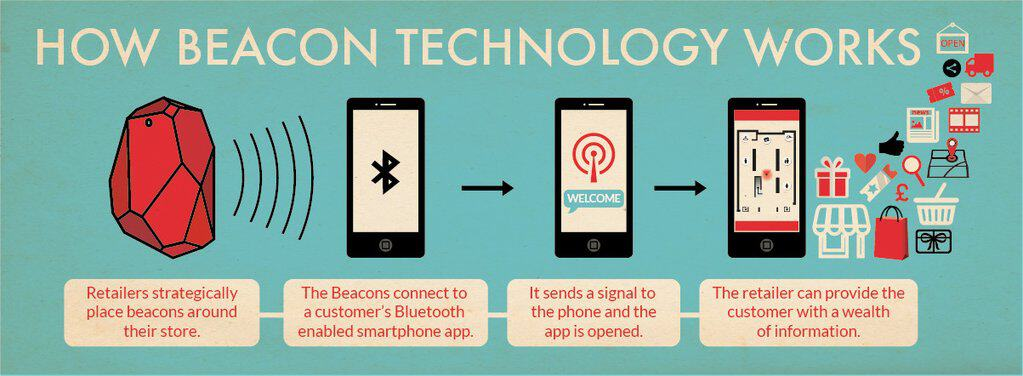 HOW BEACON TECHNOLOGY WORKS
OPEN
%
news
£
WELCOME
Retailers strategically
place beacons around
their store.
The Beacons connect to
a customer's Bluetooth
enabled smartphone app.
It sends a signal to
the phone and the
app is opened.
The retailer can provide the
customer with a wealth
of information.